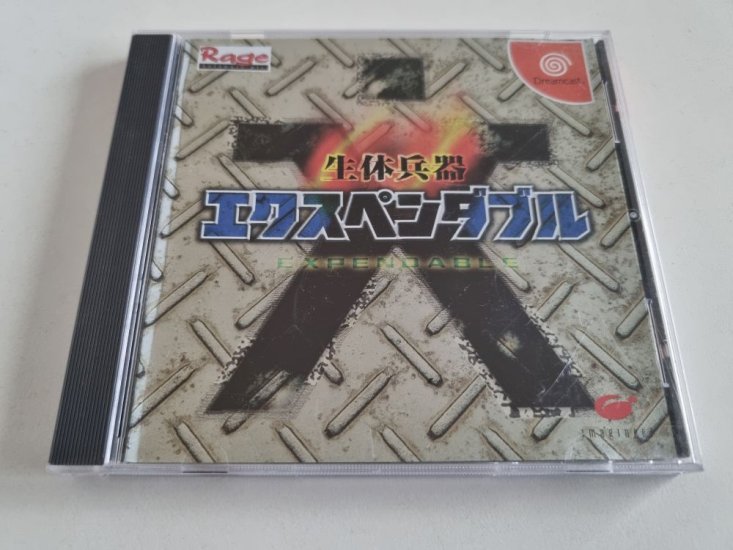 Rage
Dreamcast
生体兵器
エクスペンダブル
EXPENDABLE
imagineer